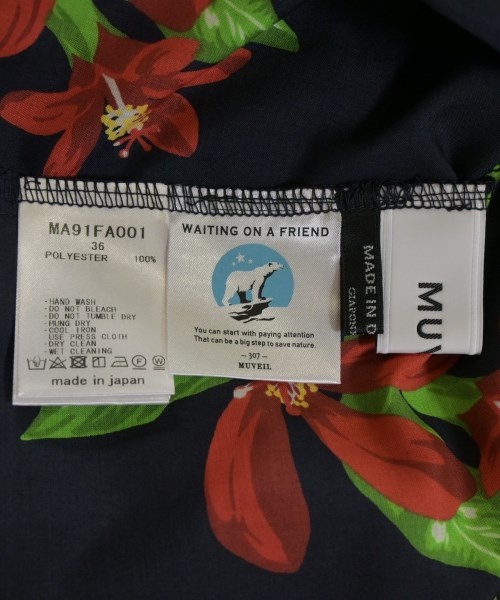 MA91FA001
36
POLYESTER 100%
·HAND WASH
·DO NOT BLEACH
·DO NOT TUMBLE DRY
·HUNG DRY
·COOL IRON
USE PRESS CLOTH
·DRY CLEAN
·WET CLEANING
made in japan
WAITING ON A FRIEND
You can start with paying attention
That can be a big step to save nature.
— 307 —
MUVEIL
MADE IN